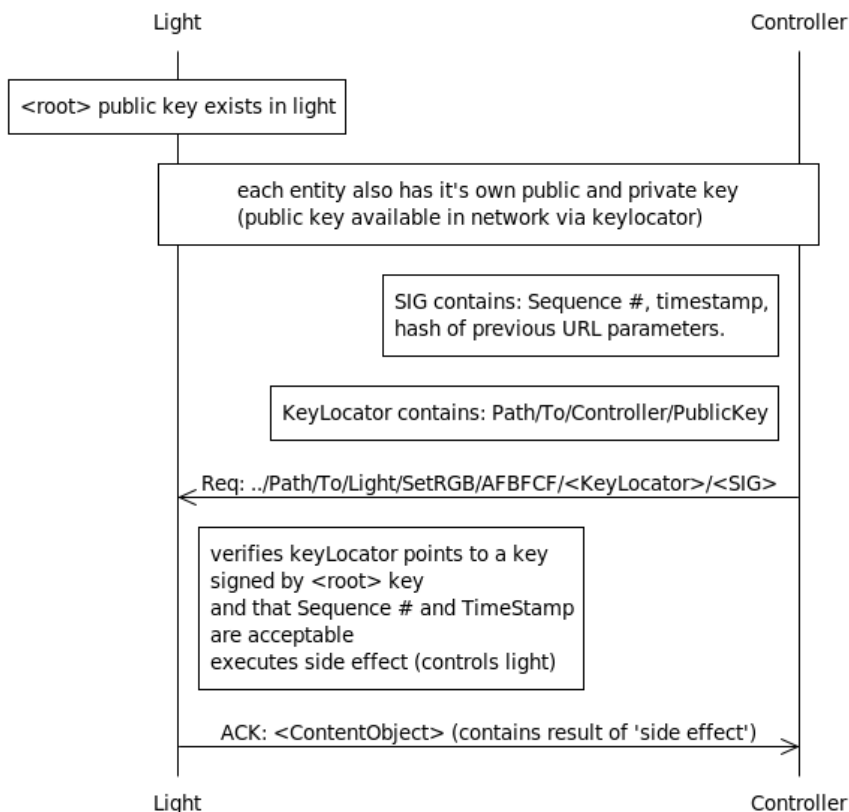 Light Controller
<root> public key exists in light
each entity also has it's own public and private key
(public key available in network via keylocator)
SIG contains: Sequence #, timestamp,
hash of previous URL parameters.
KeyLocator contains: Path/To/Controller/PublicKey
Req: ../Path/To/Light/SetRGB/AFBFCF/<KeyLocator>/<SIG>
verifies keyLocator points to a key
signed by <root> key
and that Sequence # and TimeStamp
are acceptable
executes side effect (controls light)
ACK: <ContentObject> (contains result of 'side effect')
Light Controller